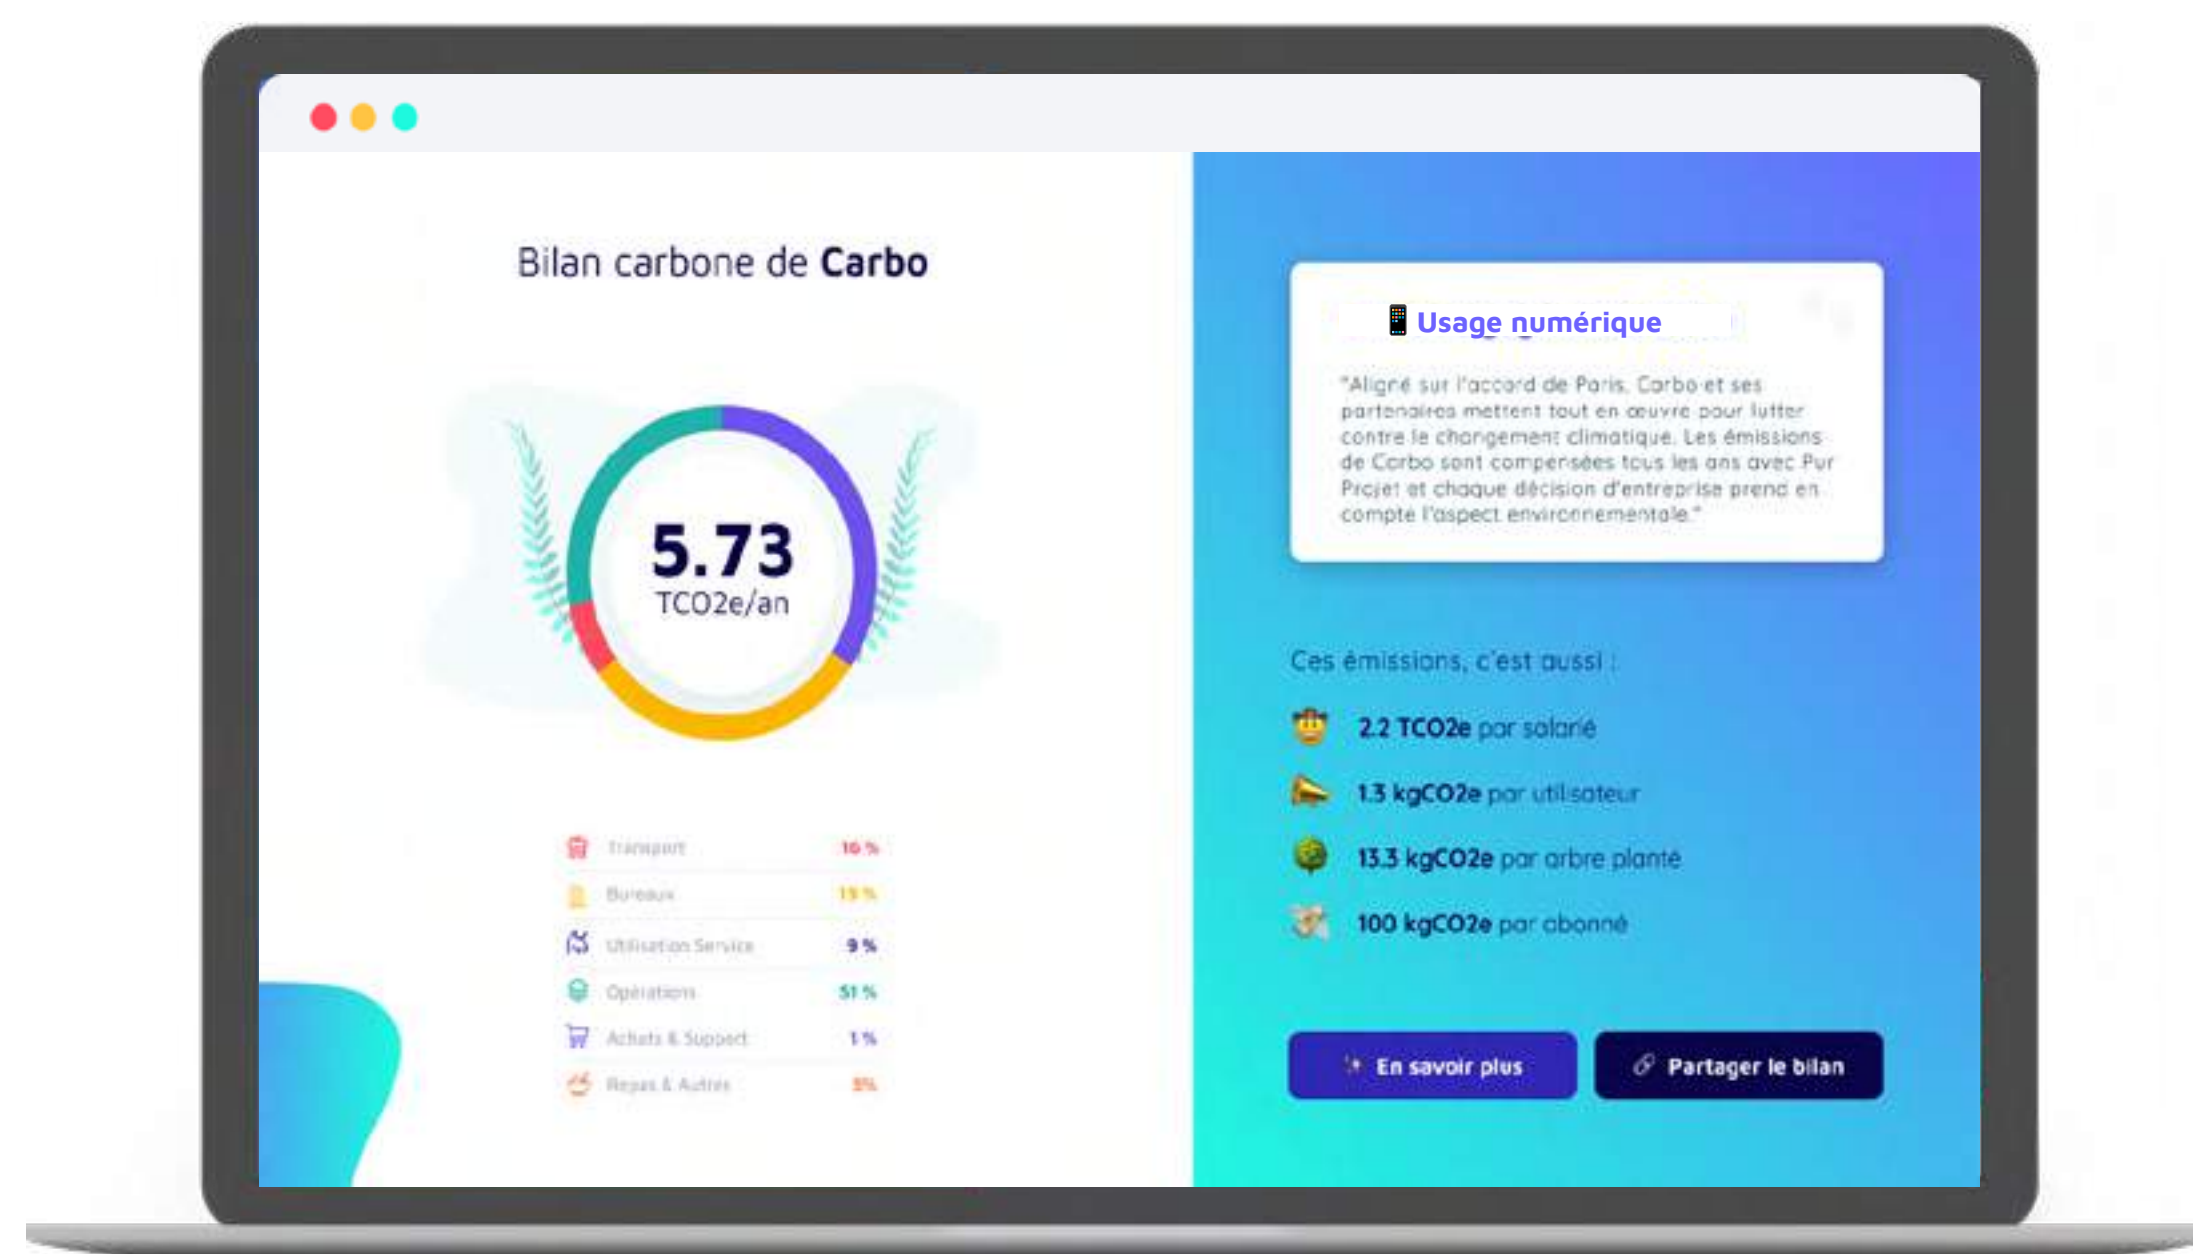 Bilan carbone de Carbo
5.73
TCO2e/an
Transport 16 %
Bureaux 19 %
Utilisation Service 9 %
Opérations 51 %
Achats & Support 1 %
Repas & Autres 5%
Usage numérique
"Aligné sur l'accord de Paris, Carbo et ses
partenaires mettent tout en œuvre pour lutter
contre le changement climatique. Les émissions
de Carbo sont compensées tous les ans avec Pur
Projet et chaque décision d'entreprise prend en
compte l'aspect environnementale."
Ces émissions, c'est aussi :
2.2 TCO2e par salarié
1.3 kgCO2e par utilisateur
13.3 kgCO2e par arbre planté
100 kgCO2e par abonné
En savoir plus
Partager le bilan